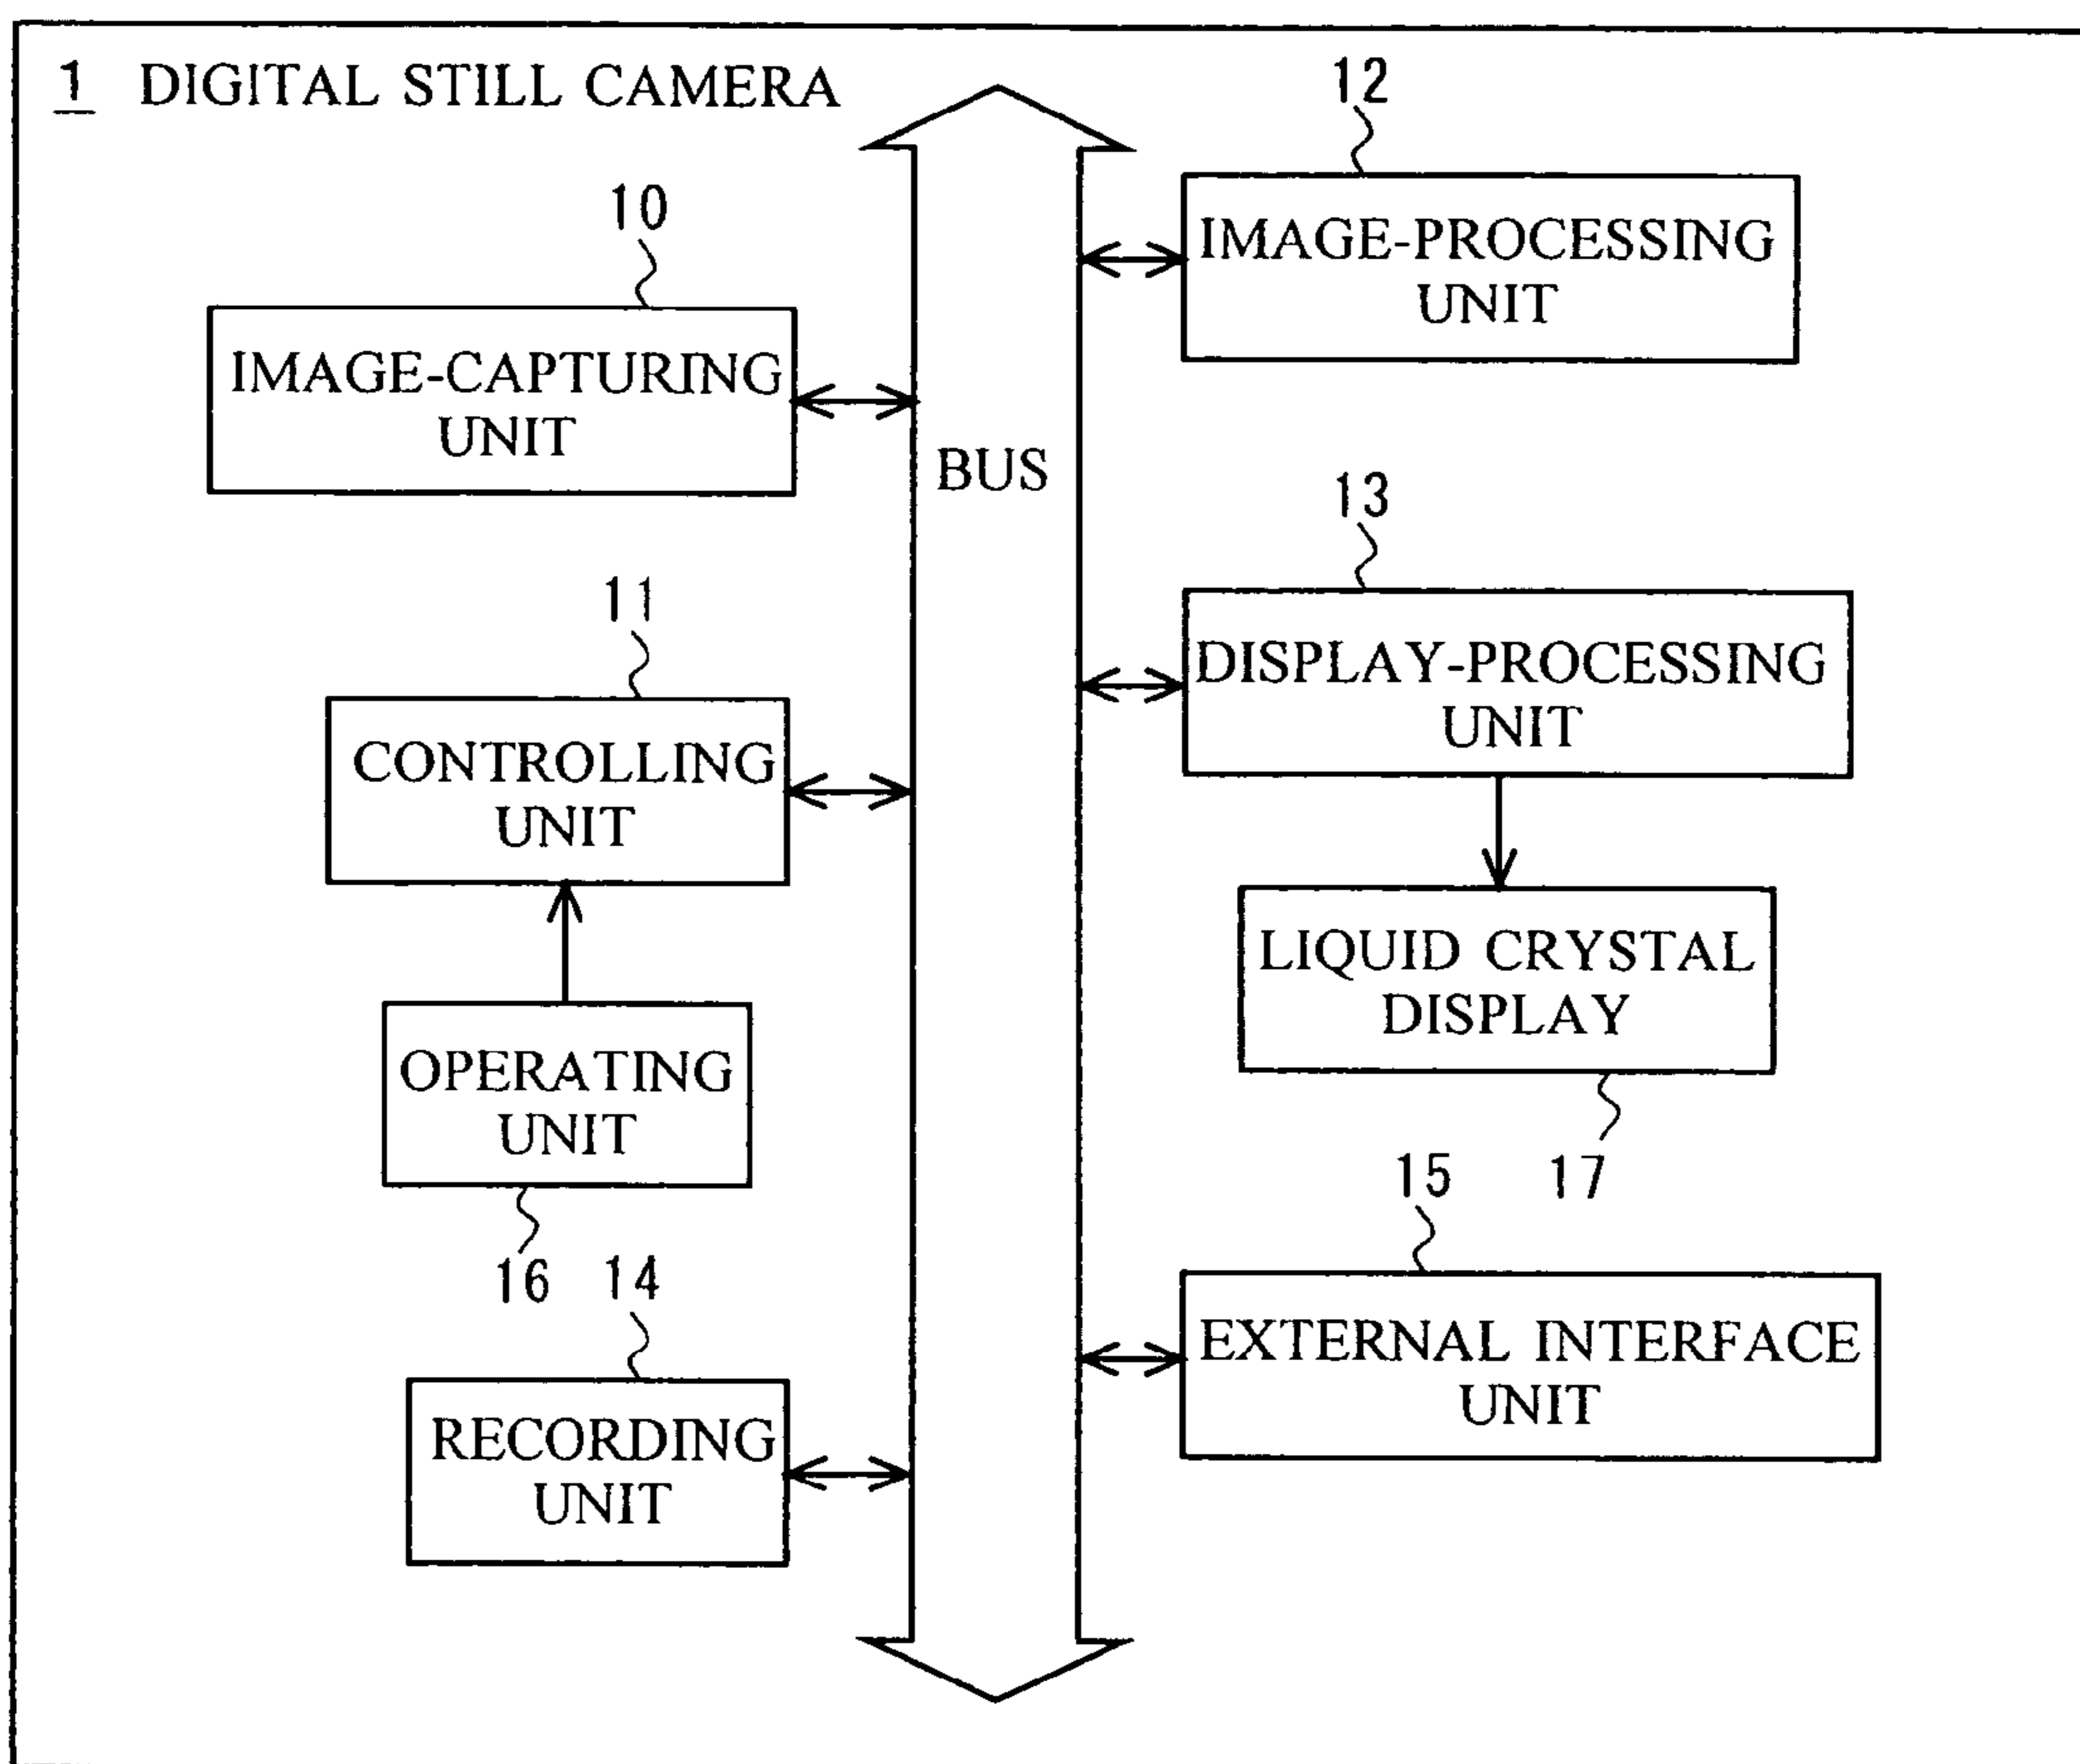 1 DIGITAL STILL CAMERA
10
IMAGE-CAPTURING
UNIT
11
CONTROLLING
UNIT
OPERATING
UNIT
16
14
RECORDING
UNIT
BUS
12
IMAGE-PROCESSING
UNIT
13
DISPLAY-PROCESSING
UNIT
LIQUID CRYSTAL
DISPLAY
17
15
EXTERNAL INTERFACE
UNIT